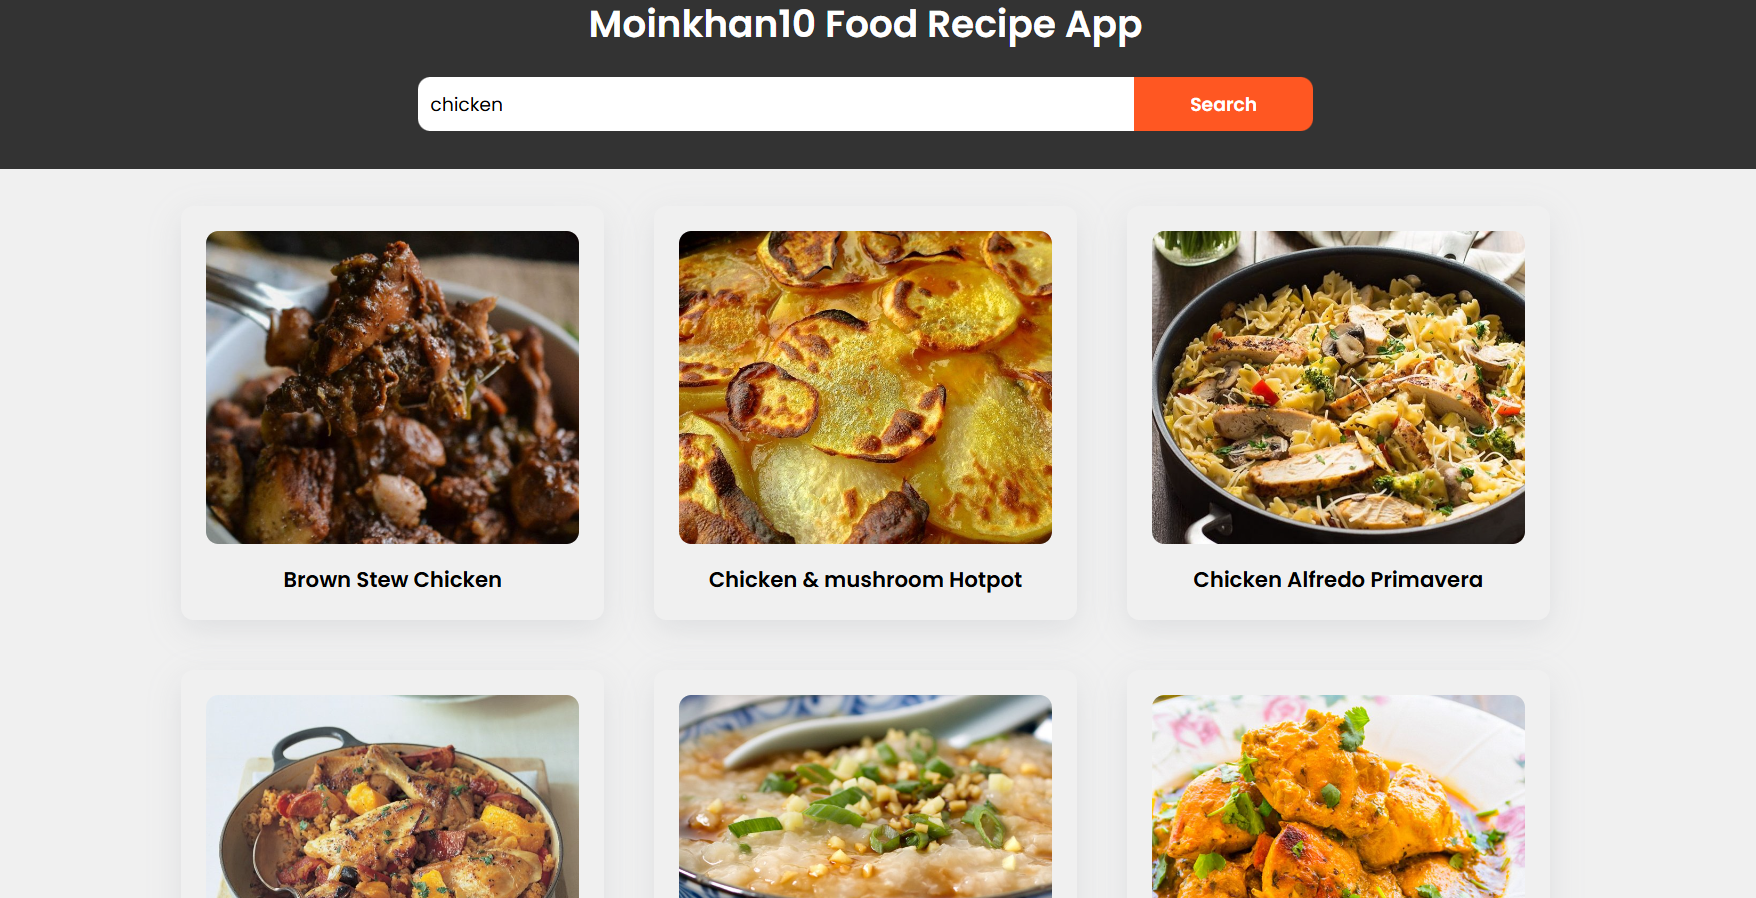 Moinkhan10 Food Recipe App
chicken
Search
Brown Stew Chicken
Chicken & mushroom Hotpot
Chicken Alfredo Primavera